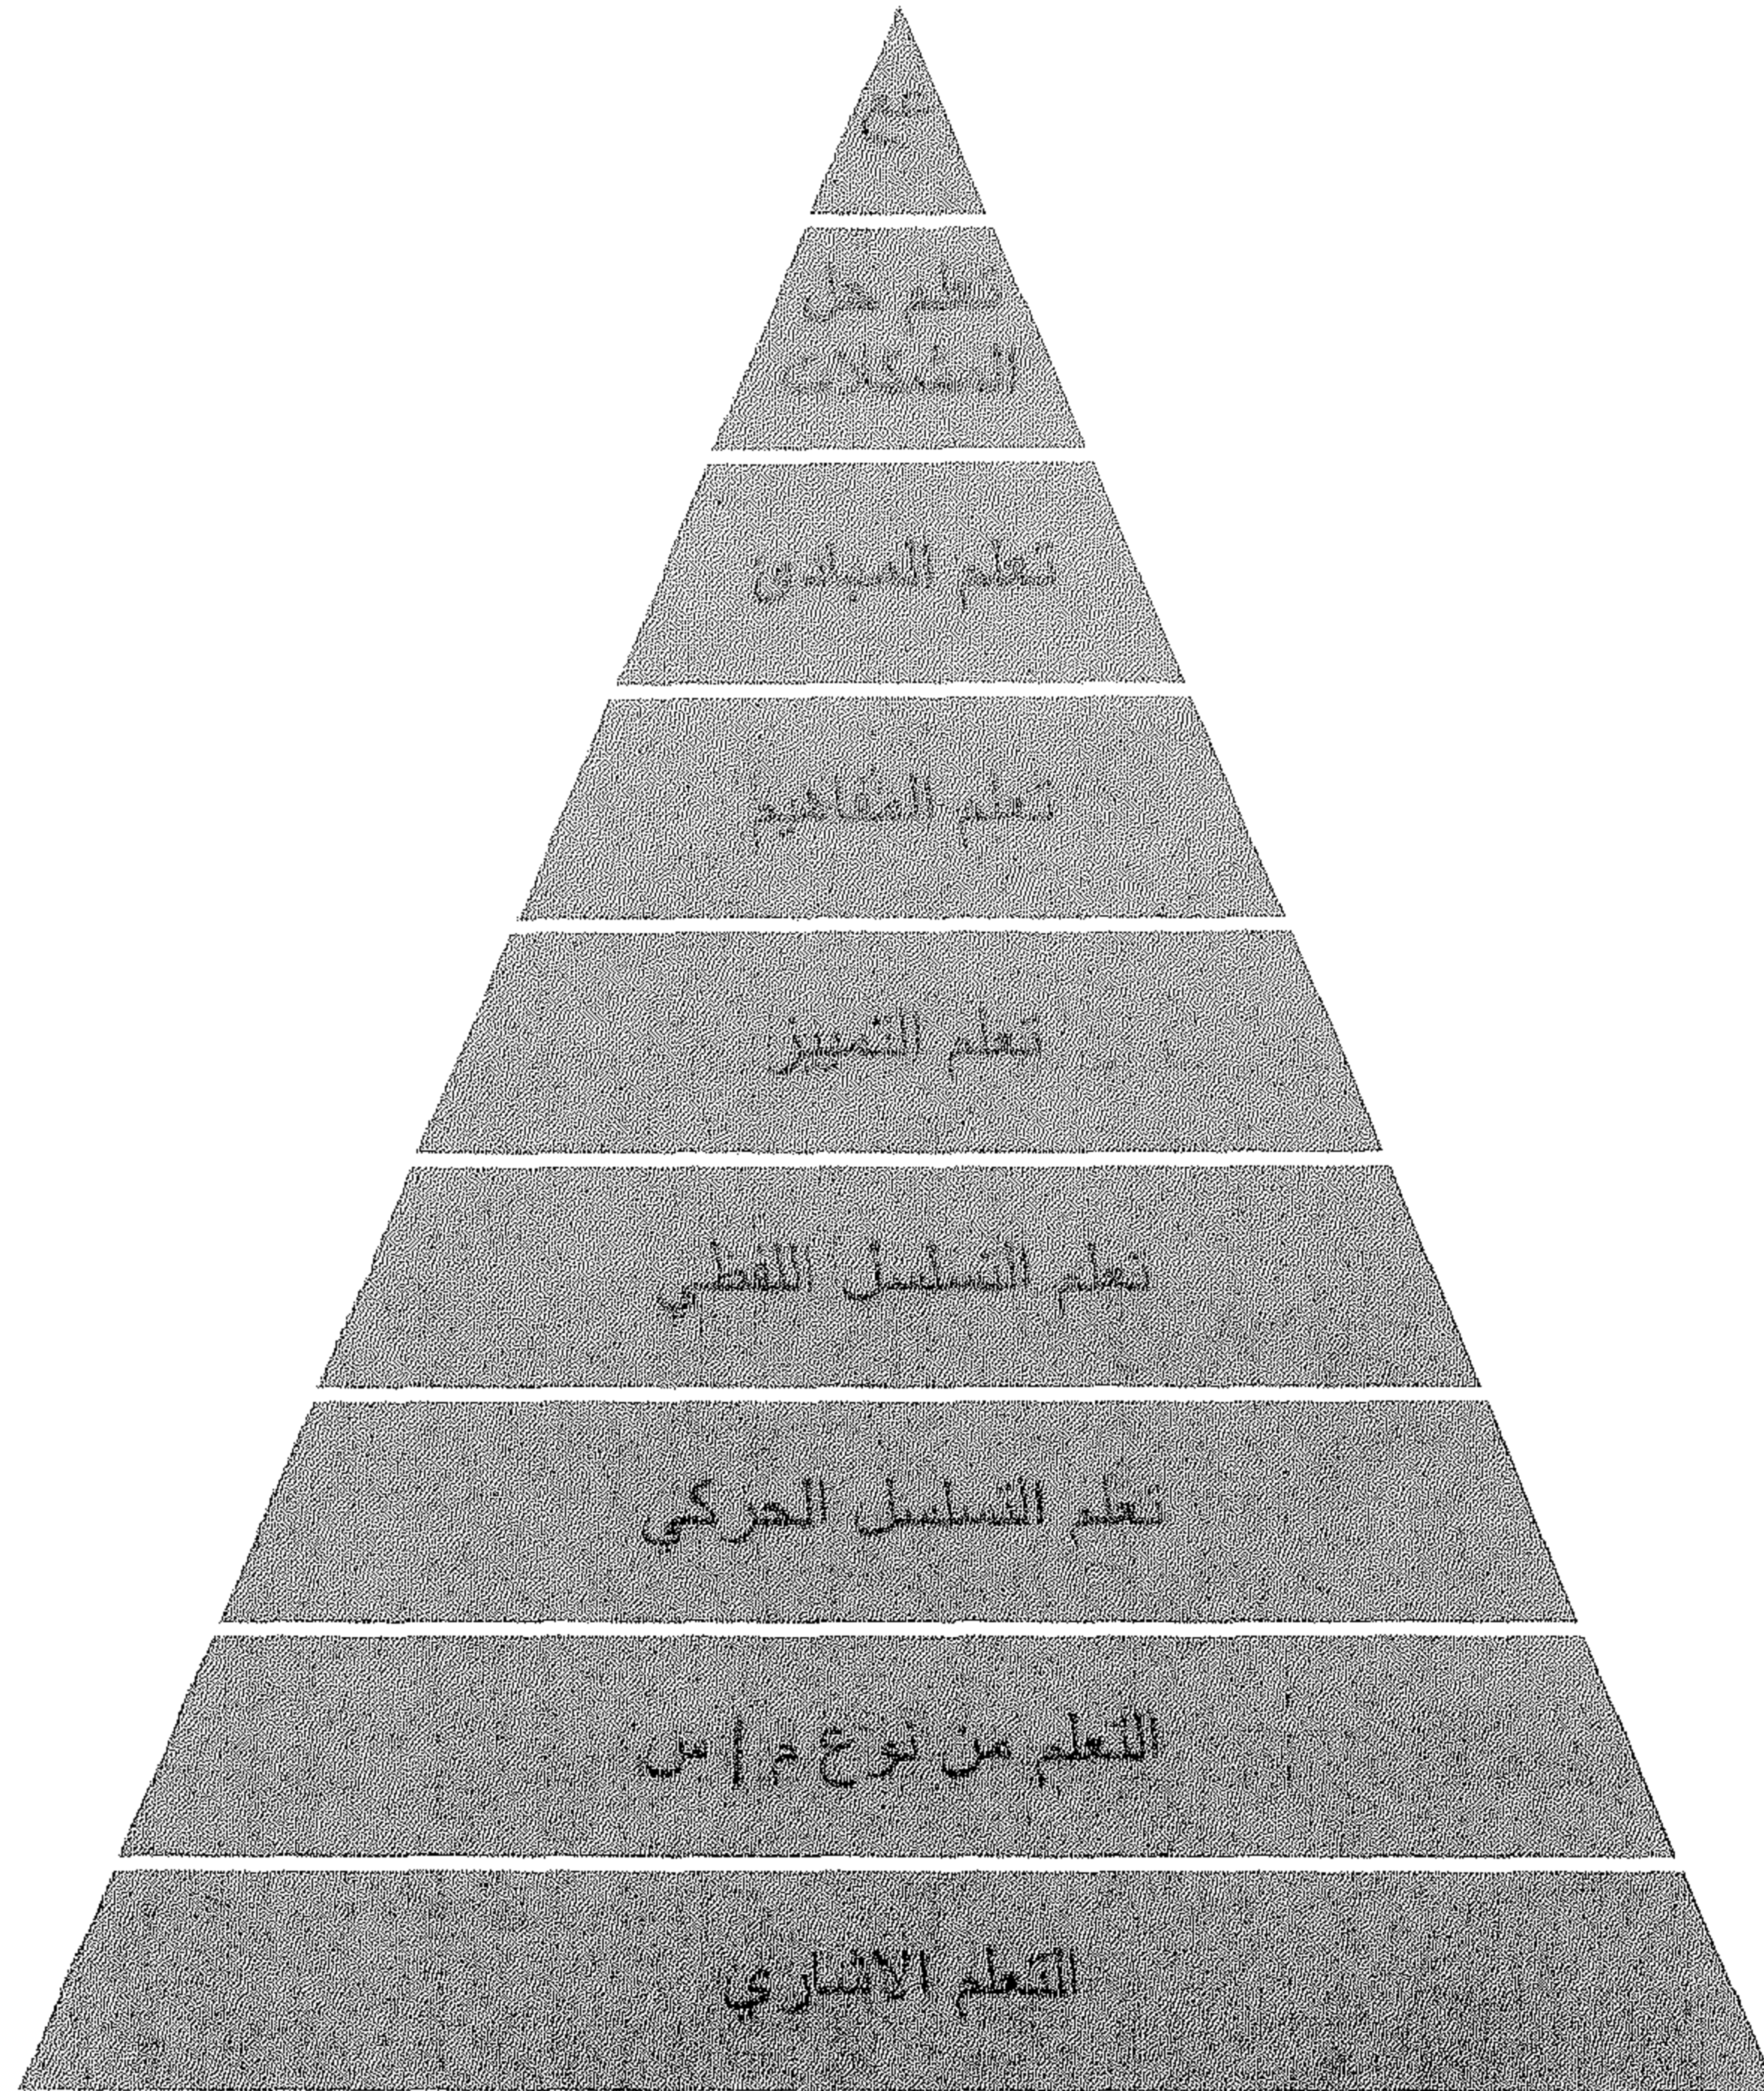 تعلم حل
المشكلات
تعلم المبادئ
تعلم المفاهيم
تعلم التمييز
تعلم التسلسل اللفظي
تعلم التسلسل الحركي
التعلم من نوع م | س
التعلم الاشاري